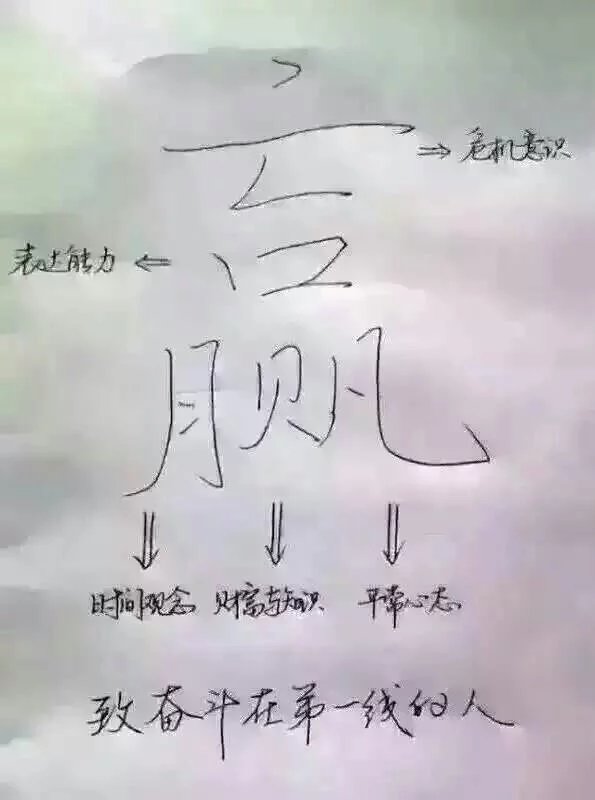 赢
⇒ 危机意识
表达能力 ⇐
时间观念 财富与知识 平常心态
致奋斗在第一线的人